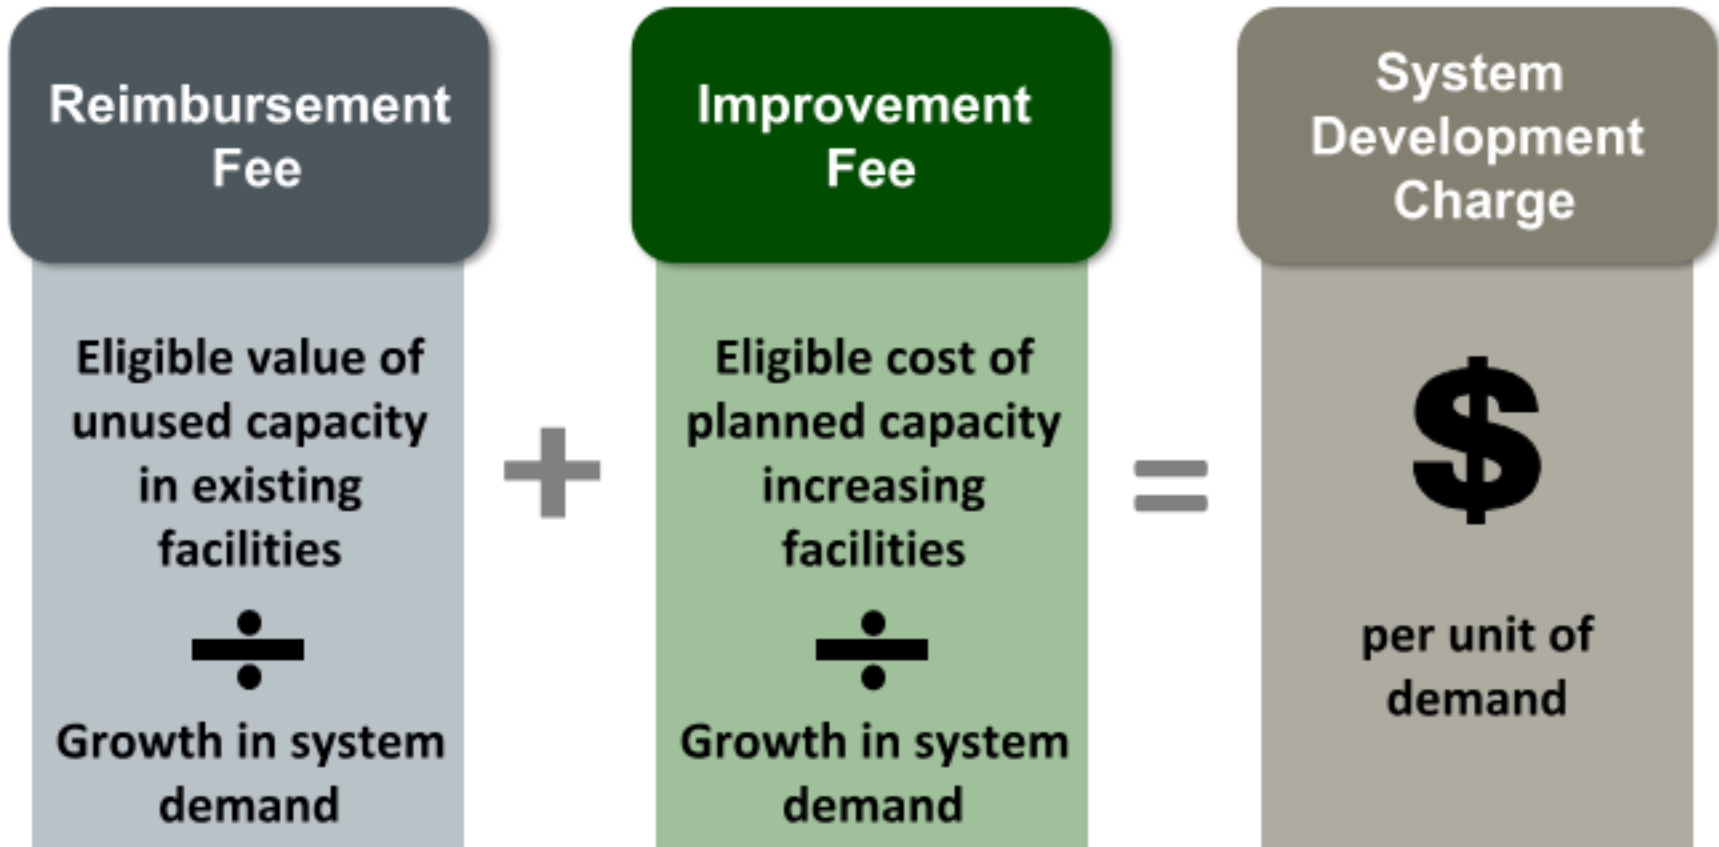 Reimbursement
Fee
Eligible value of
unused capacity
in existing
facilities
÷
Growth in system
demand
+
Improvement
Fee
Eligible cost of
planned capacity
increasing
facilities
÷
Growth in system
demand
=
System
Development
Charge
$
per unit of
demand